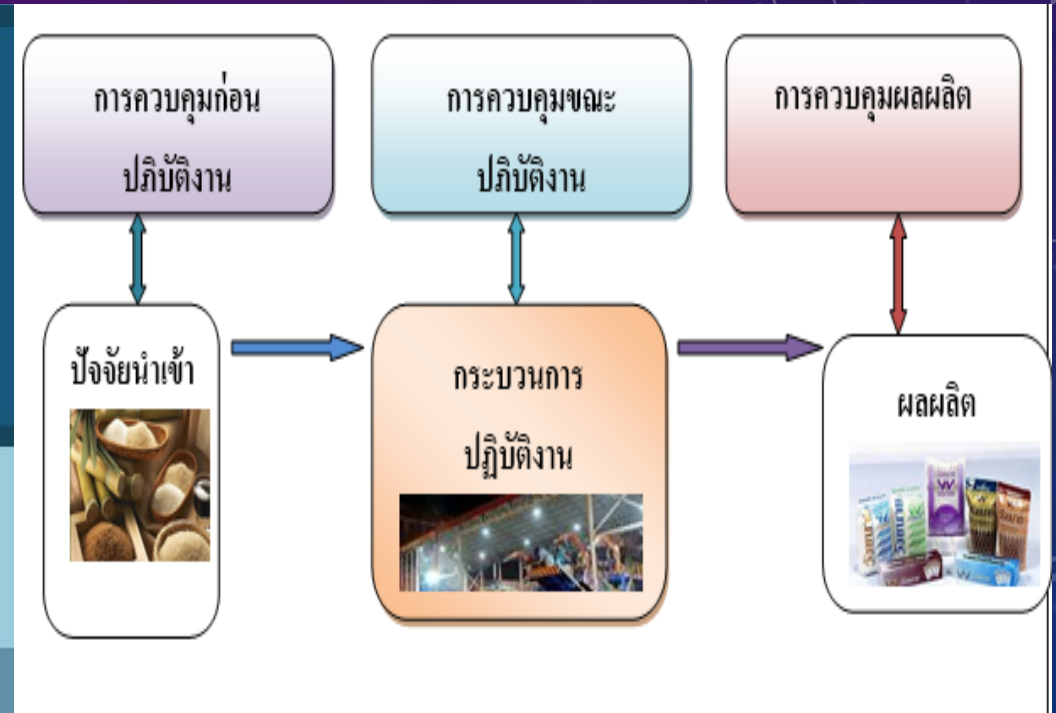 การควบคุมก่อน
ปภิบัติงาน
การควบคุมขณะ
ปภิบัติงาน
การควบคุมผลผลิต
ปัจจัยนำเข้า
กระบวนการ
ปฏิบัติงาน
ผลผลิต